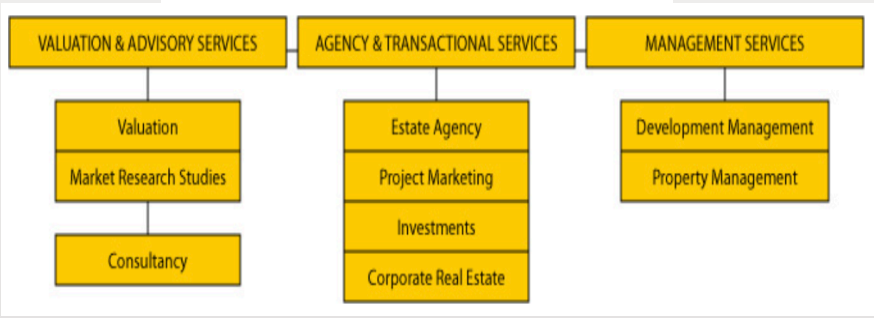 VALUATION & ADVISORY SERVICES
Valuation
Market Research Studies
Consultancy
AGENCY & TRANSACTIONAL SERVICES
Estate Agency
Project Marketing
Investments
Corporate Real Estate
MANAGEMENT SERVICES
Development Management
Property Management